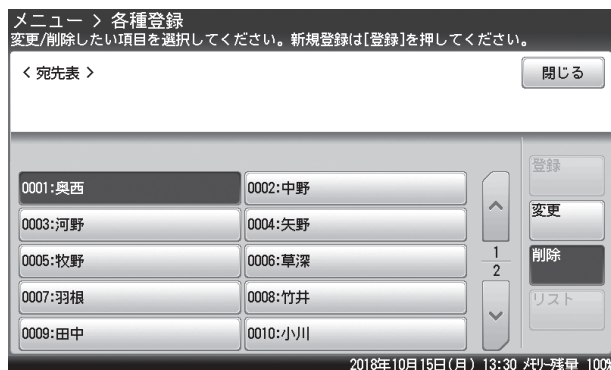 メニュー > 各種登録
変更/削除したい項目を選択してください。新規登録は[登録]を押してください。
< 宛先表 >
閉じる
登録
0001:奥西
0002:中野
変更
0003:河野
0004:矢野
1
2
削除
0005:牧野
0006:草深
リスト
0007:羽根
0008:竹井
0009:田中
0010:小川
2018年10月15日(月) 13:30 メモリー残量 100%